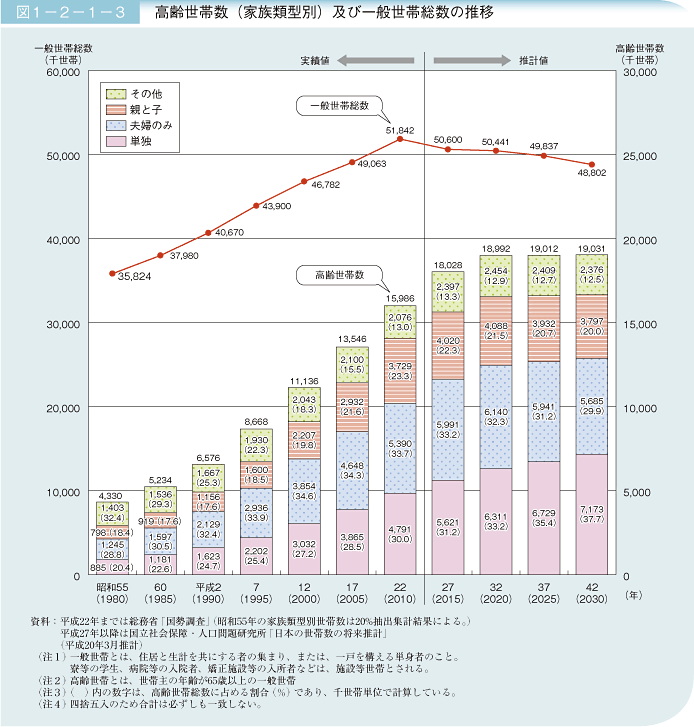 図1－2－1－3 高齢世帯数（家族類型別）及び一般世帯総数の推移
一般世帯総数
（千世帯）
高齢世帯数
（千世帯）
実績値 推計値
60,000 30,000
50,000 25,000
40,000 20,000
30,000 15,000
20,000 10,000
10,000 5,000
0 0
その他
親と子
夫婦のみ
単独
一般世帯総数
35,824 37,980 40,670 43,900 46,782 49,063 51,842 50,600 50,441 49,837 48,802
高齢世帯数
4,330 5,234 6,576 8,668 11,136 13,546 15,986 18,028 18,992 19,012 19,031
1,403 1,536 1,667 1,930 2,043 2,100 2,076 2,397 2,454 2,409 2,376
(32.4) (29.3) (25.3) (22.3) (18.3) (15.5) (13.0) (13.3) (12.9) (12.7) (12.5)
798 (18.4) 919 (17.6) 1,156 1,600 2,207 2,932 3,729 4,020 4,088 3,932 3,797
(17.6) (18.5) (19.8) (21.6) (23.3) (22.3) (21.5) (20.7) (20.0)
1,245 1,597 2,129 2,936 3,854 4,648 5,390 5,991 6,140 5,941 5,685
(28.8) (30.5) (32.4) (33.9) (34.6) (34.3) (33.7) (33.2) (32.3) (31.2) (29.9)
885 (20.4) 1,181 1,623 2,202 3,032 3,865 4,791 5,621 6,311 6,729 7,173
(22.6) (24.7) (25.4) (27.2) (28.5) (30.0) (31.2) (33.2) (35.4) (37.7)
昭和55 60 平成2 7 12 17 22 27 32 37 42
(1980) (1985) (1990) (1995) (2000) (2005) (2010) (2015) (2020) (2025) (2030) （年）
資料：平成22年までは総務省「国勢調査」（昭和55年の家族類型別世帯数は20%抽出集計結果による。）
平成27年以降は国立社会保障・人口問題研究所「日本の世帯数の将来推計」
（平成20年3月推計）
（注1）一般世帯とは、住居と生計を共にする者の集まり、または、一戸を構える単身者のこと。
寮等の学生、病院等の入院者、矯正施設等の入所者などは、施設等世帯とされる。
（注2）高齢世帯とは、世帯主の年齢が65歳以上の一般世帯
（注3）（　）内の数字は、高齢世帯総数に占める割合（%）であり、千世帯単位で計算している。
（注4）四捨五入のため合計は必ずしも一致しない。